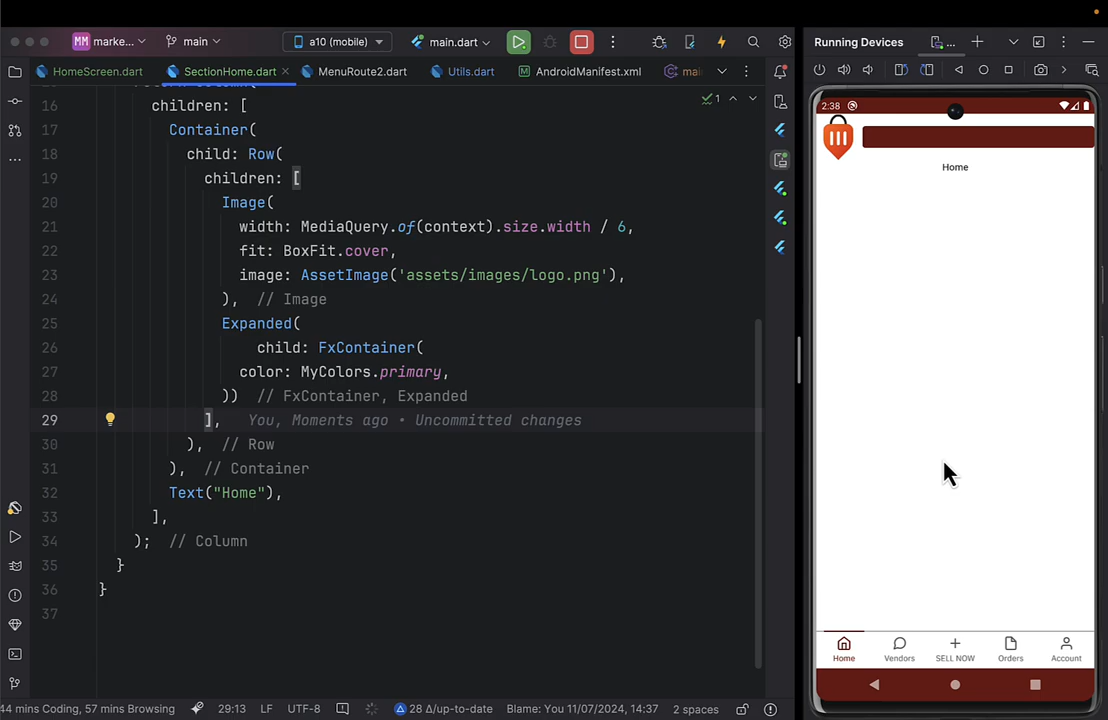 MM marke... main a10 (mobile) main.dart Running Devices ...
HomeScreen.dart SectionHome.dart MenuRoute2.dart Utils.dart AndroidManifest.xml mai
1
16 children: [
17 Container(
18 child: Row(
19 children: [
20 Image(
21 width: MediaQuery.of(context).size.width / 6,
22 fit: BoxFit.cover,
23 image: AssetImage('assets/images/logo.png'),
24 ), // Image
25 Expanded(
26 child: FxContainer(
27 color: MyColors.primary,
28 )) // FxContainer, Expanded
29 ], You, Moments ago • Uncommitted changes
30 ), // Row
31 ), // Container
32 Text("Home"),
33 ],
34 ); // Column
35 }
36 }
37
44 mins Coding, 57 mins Browsing 29:13 LF UTF-8 28 Δ/up-to-date Blame: You 11/07/2024, 14:37 2 spaces
2:38
Home
Home Vendors SELL NOW Orders Account